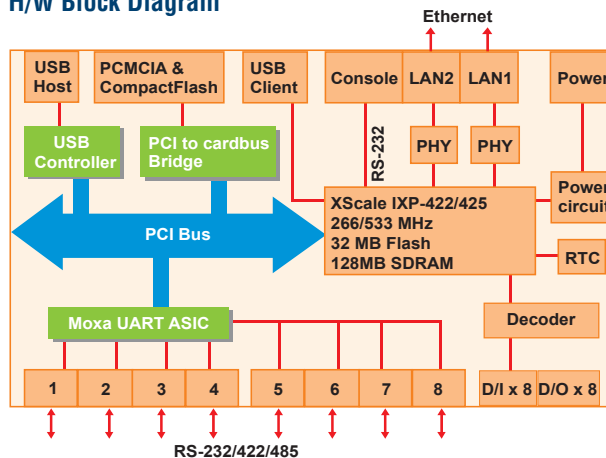 H/W Block Diagram
Ethernet
USB
Host
PCMCIA &
CompactFlash
USB
Client
Console
LAN2
LAN1
Power
USB
Controller
PCI to cardbus
Bridge
RS-232
PHY
PHY
PCI Bus
XScale IXP-422/425
266/533 MHz
32 MB Flash
128MB SDRAM
Power
circuit
RTC
Moxa UART ASIC
Decoder
1
2
3
4
5
6
7
8
D/I x 8
D/O x 8
RS-232/422/485